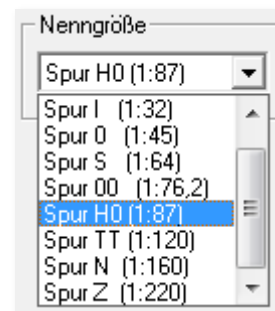 Nenngröße
Spur H0 (1:87)
Spur I (1:32)
Spur 0 (1:45)
Spur S (1:64)
Spur 00 (1:76,2)
Spur H0 (1:87)
Spur TT (1:120)
Spur N (1:160)
Spur Z (1:220)